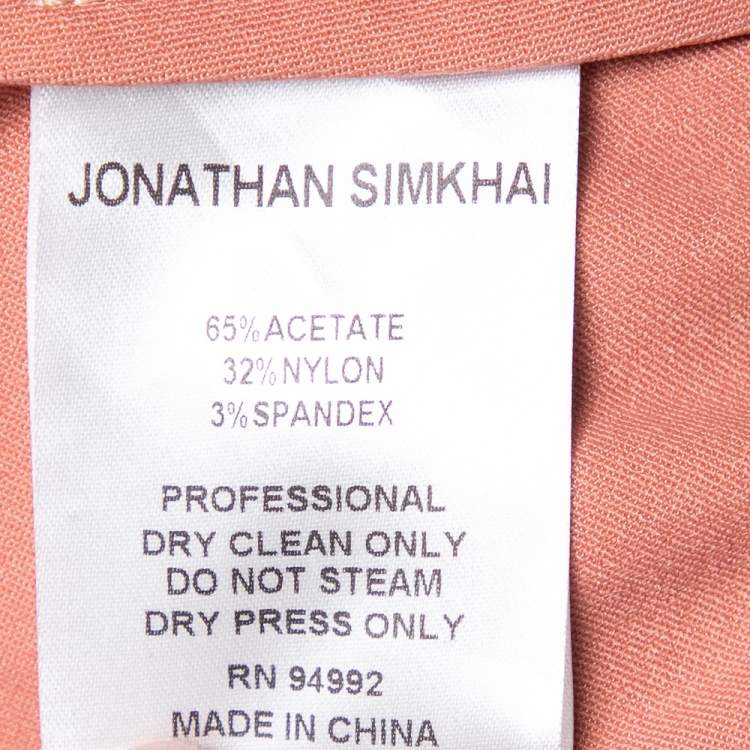 JONATHAN SIMKHAI
65% ACETATE
32% NYLON
3% SPANDEX
PROFESSIONAL
DRY CLEAN ONLY
DO NOT STEAM
DRY PRESS ONLY
RN 94992
MADE IN CHINA